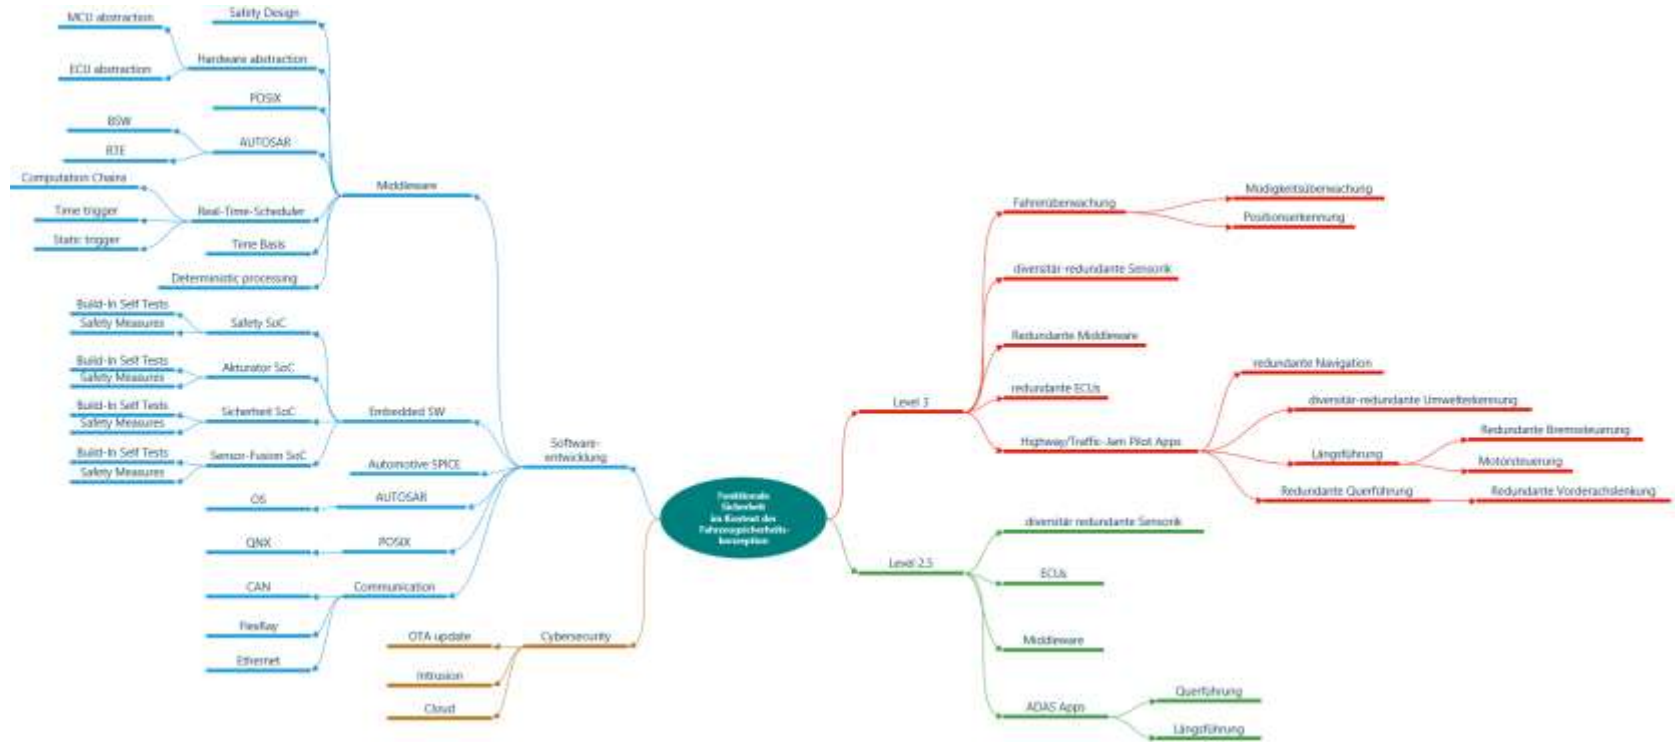 Funktionale
Sicherheit
im Kontext der
Fahrzeugsicherheits-
konzeption
Software-
entwicklung
Middleware
Safety Design
Hardware abstraction
MCU abstraction
ECU abstraction
POSIX
AUTOSAR
BSW
RTE
Real-Time-Scheduler
Computation Chains
Time trigger
Static trigger
Time Basis
Deterministic processing
Embedded SW
Safety SoC
Build-In Self Tests
Safety Measures
Akturator SoC
Build-In Self Tests
Safety Measures
Sicherheit SoC
Build-In Self Tests
Safety Measures
Sensor-Fusion SoC
Build-In Self Tests
Safety Measures
Automotive SPICE
AUTOSAR
OS
POSIX
QNX
Communication
CAN
FlexRay
Ethernet
Cybersecurity
OTA update
Intrusion
Cloud
Level 3
Fahrerüberwachung
Müdigkeitsüberwachung
Positionserkennung
diversitär-redundante Sensorik
Redundante Middleware
redundante ECUs
Highway/Traffic-Jam Pilot Apps
redundante Navigation
diversitär-redundante Umwelterkennung
Längsführung
Redundante Bremsteuerung
Motorsteuerung
Redundante Querführung
Redundante Vorderachslenkung
Level 2.5
diversitär redundante Sensorik
ECUs
Middleware
ADAS Apps
Querführung
Längsführung